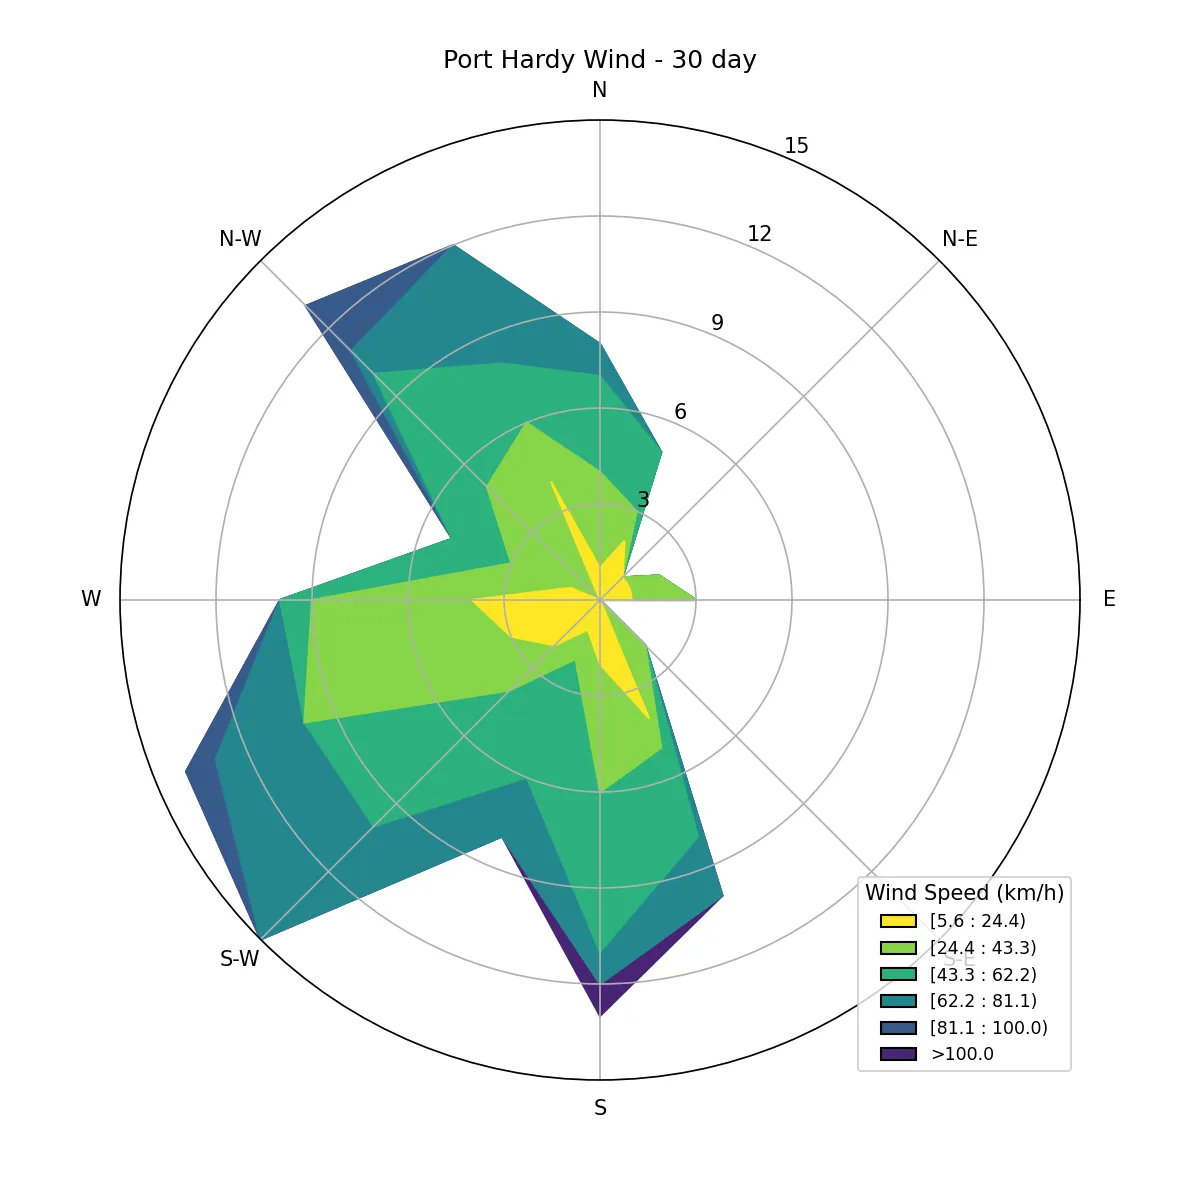 Port Hardy Wind - 30 day
N
15
N-W
N-E
12
9
6
3
W
E
Wind Speed (km/h)
[5.6 : 24.4)
[24.4 : 43.3)
S-W
S-E
[43.3 : 62.2)
[62.2 : 81.1)
[81.1 : 100.0)
>100.0
S